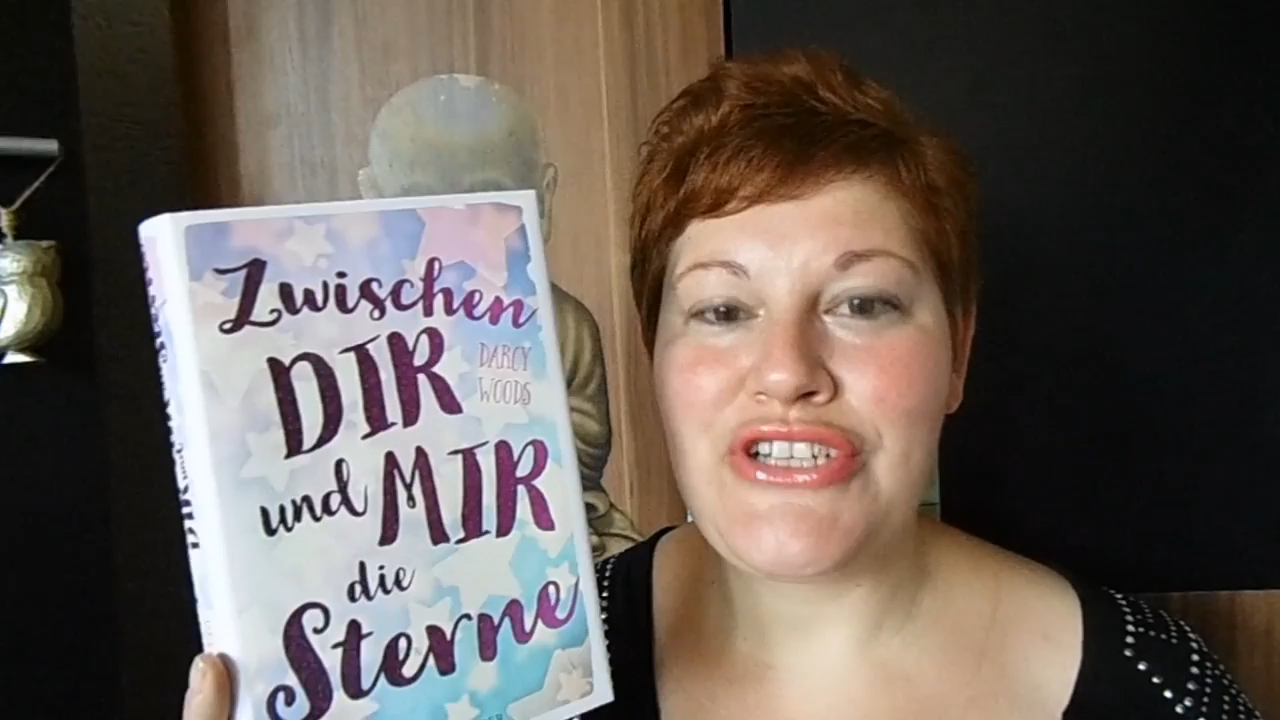 Zwischen
DIR
DARCY
WOODS
und MIR
die
Sterne